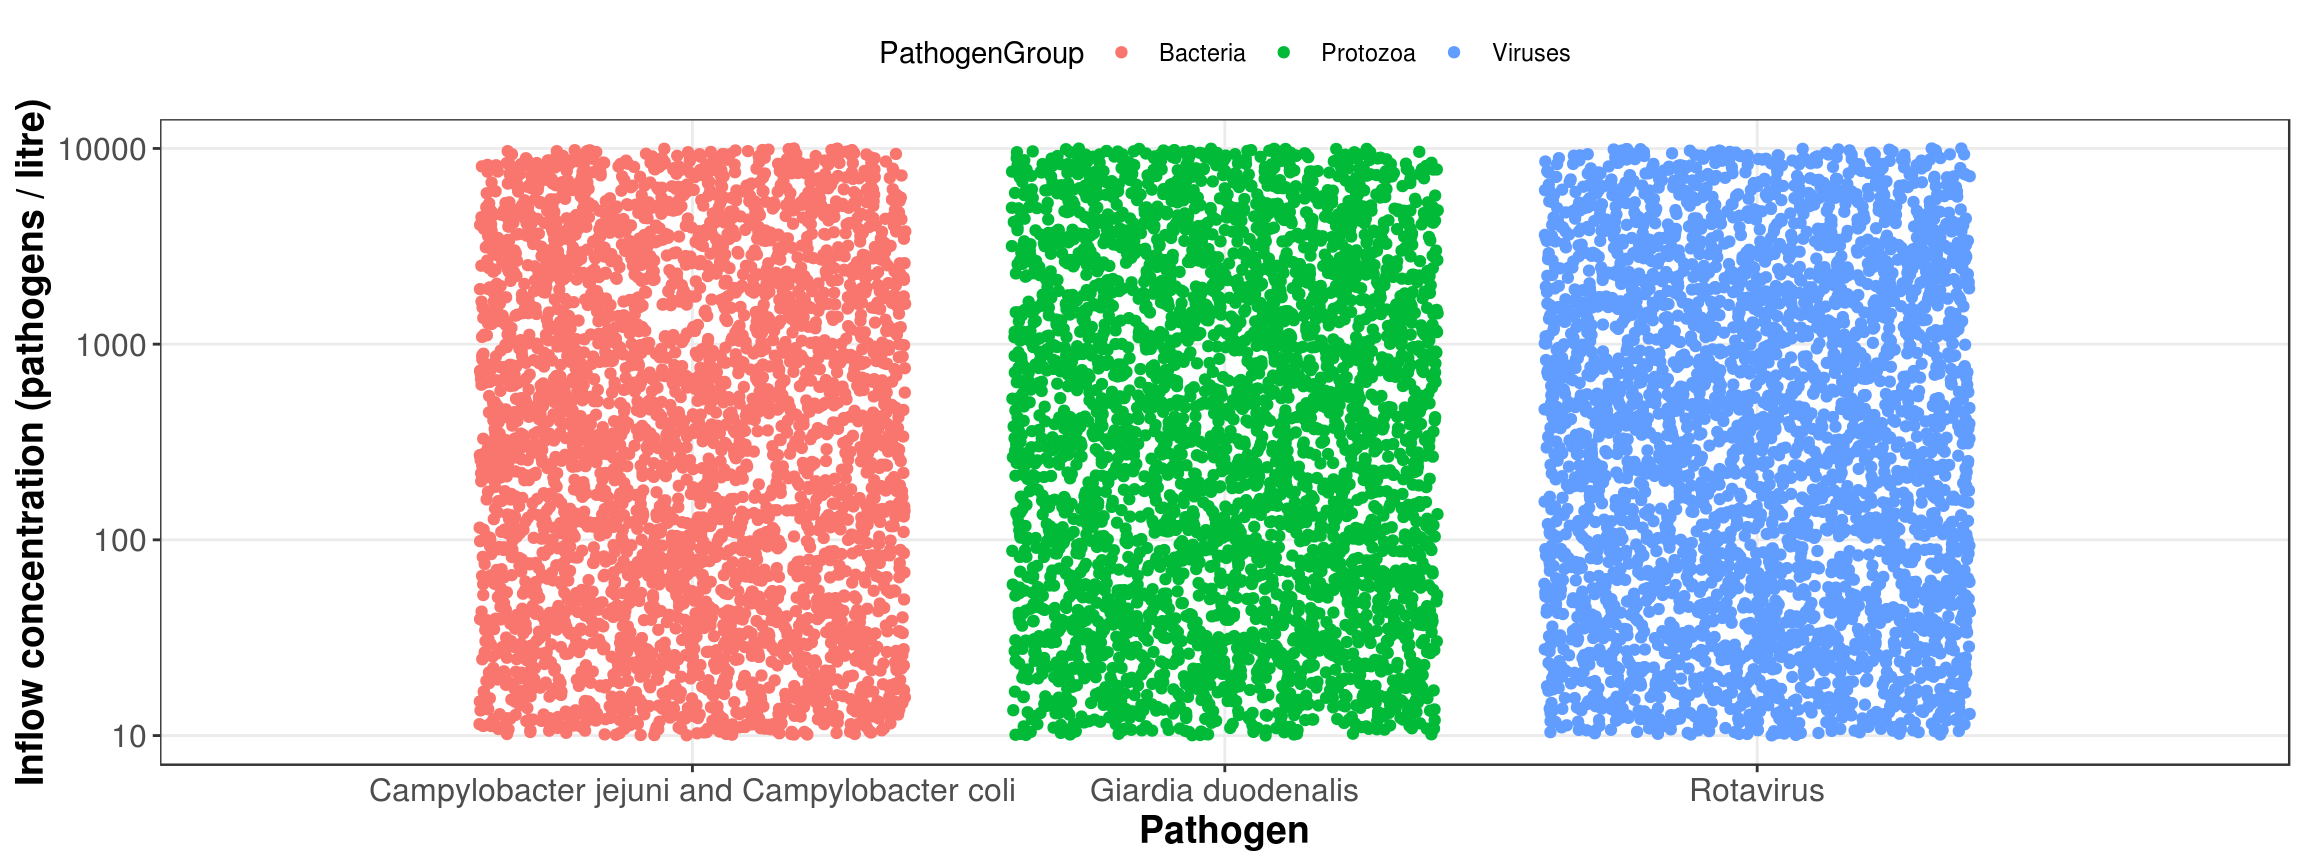 PathogenGroup Bacteria Protozoa Viruses
Inflow concentration (pathogens / litre)
10000
1000
100
10
Campylobacter jejuni and Campylobacter coli Giardia duodenalis Rotavirus
Pathogen